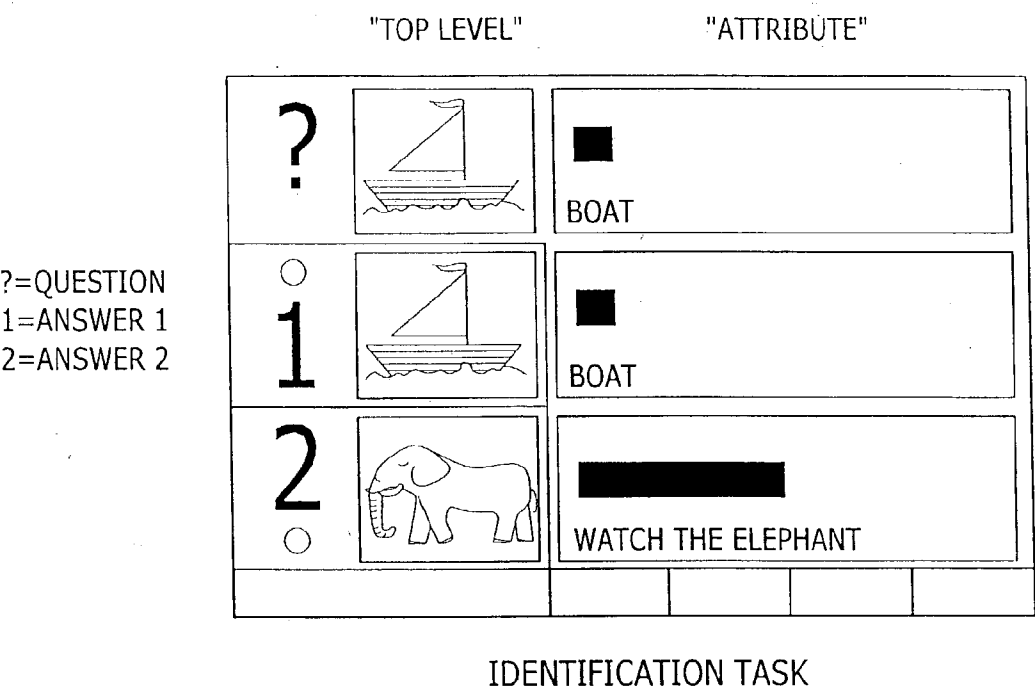 "TOP LEVEL" "ATTRIBUTE"
?
BOAT
?=QUESTION
1=ANSWER 1
2=ANSWER 2
1
BOAT
2
WATCH THE ELEPHANT
IDENTIFICATION TASK